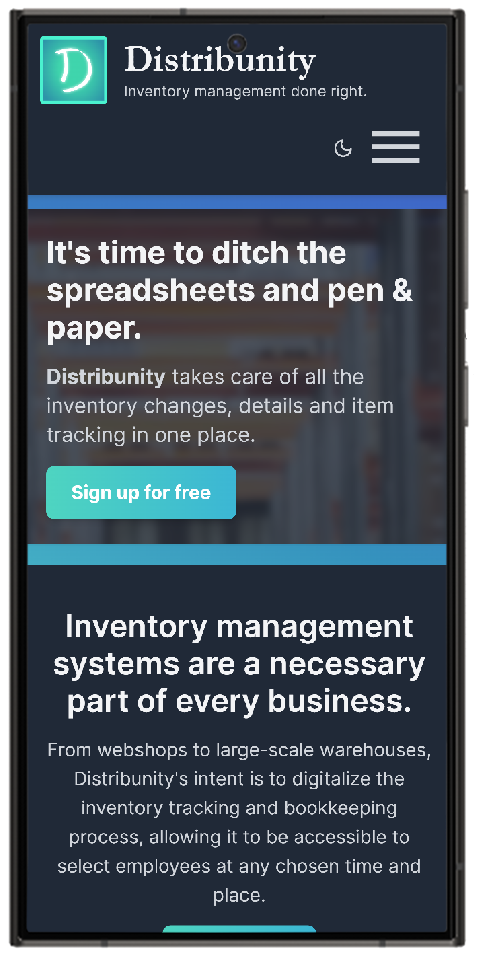 D
Distribunity
Inventory management done right.
It's time to ditch the
spreadsheets and pen &
paper.
Distribunity takes care of all the
inventory changes, details and item
tracking in one place.
Sign up for free
Inventory management
systems are a necessary
part of every business.
From webshops to large-scale warehouses,
Distribunity's intent is to digitalize the
inventory tracking and bookkeeping
process, allowing it to be accessible to
select employees at any chosen time and
place.